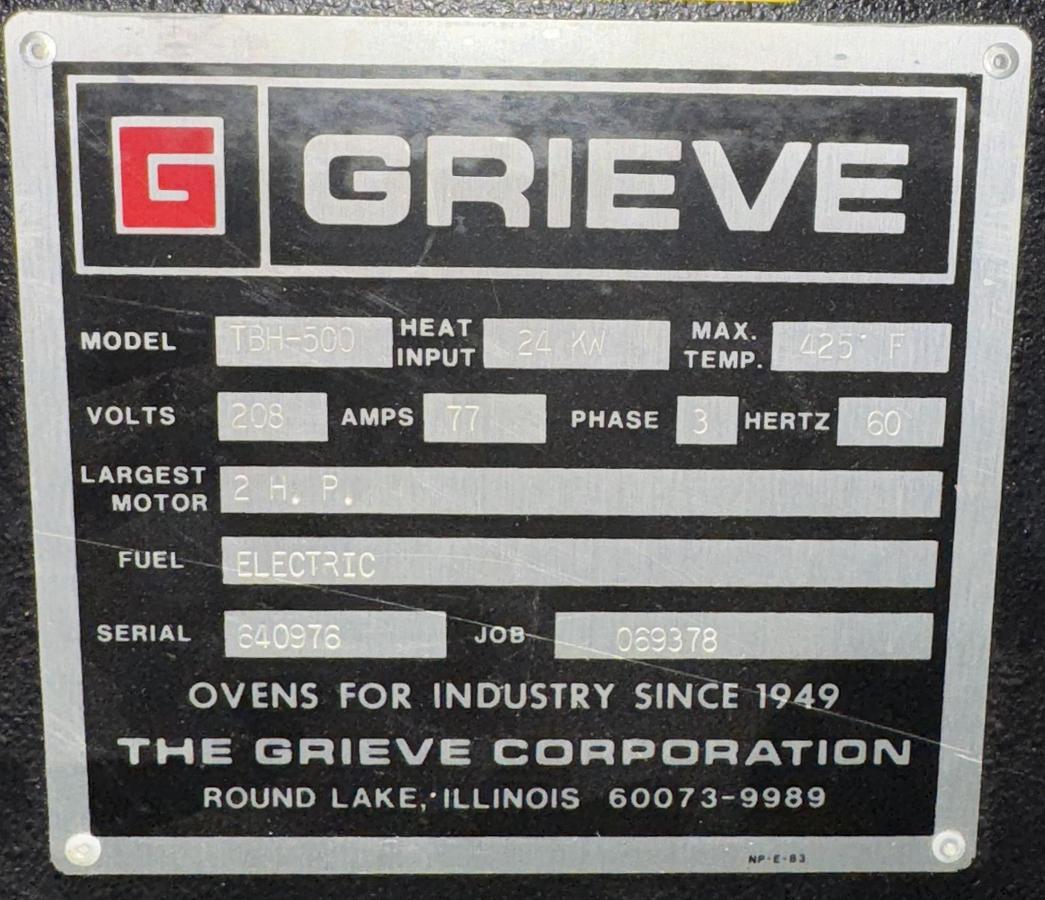 G GRIEVE
MODEL TBH-500 HEAT INPUT 24 KW MAX. TEMP. 425° F
VOLTS 208 AMPS 77 PHASE 3 HERTZ 60
LARGEST MOTOR 2 H. P.
FUEL ELECTRIC
SERIAL 640976 JOB 069378
OVENS FOR INDUSTRY SINCE 1949
THE GRIEVE CORPORATION
ROUND LAKE, ILLINOIS 60073-9989
NP-E-83